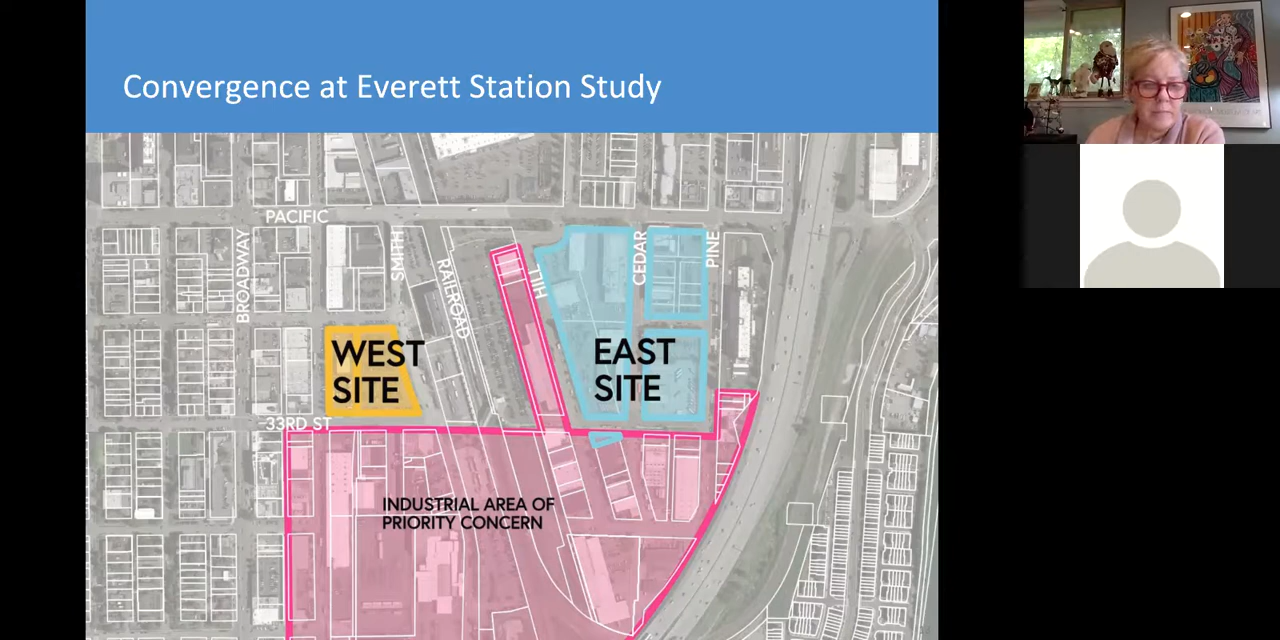 Convergence at Everett Station Study
PACIFIC
BROADWAY
SMITH
RAILROAD
HILL
CEDAR
PINE
WEST
SITE
EAST
SITE
33RD ST
INDUSTRIAL AREA OF
PRIORITY CONCERN